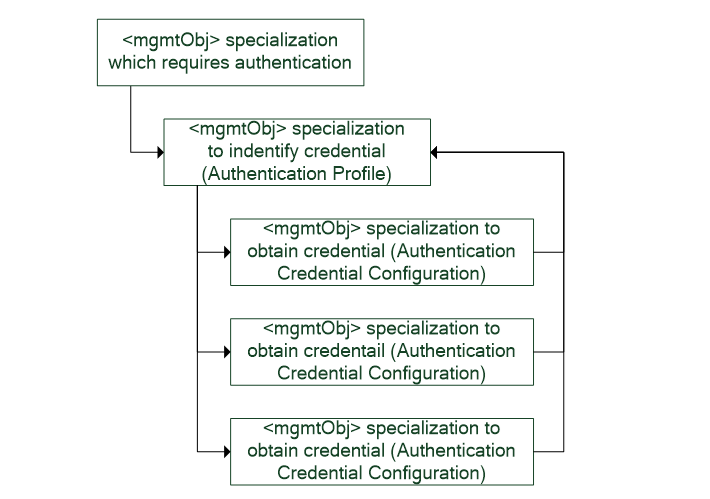 <mgmtObj> specialization
which requires authentication
<mgmtObj> specialization
to indentify credential
(Authentication Profile)
<mgmtObj> specialization to
obtain credential (Authentication
Credential Configuration)
<mgmtObj> specialization to
obtain credentail (Authentication
Credential Configuration)
<mgmtObj> specialization to
obtain credential (Authentication
Credential Configuration)